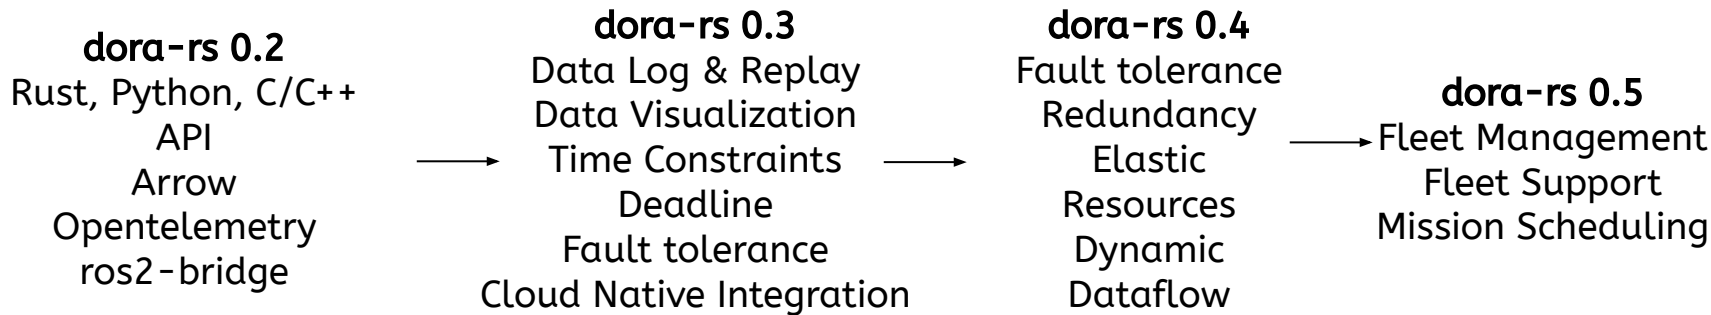 dora-rs 0.2
Rust, Python, C/C++
API
Arrow
Opentelemetry
ros2-bridge
dora-rs 0.3
Data Log & Replay
Data Visualization
Time Constraints
Deadline
Fault tolerance
Cloud Native Integration
dora-rs 0.4
Fault tolerance
Redundancy
Elastic
Resources
Dynamic
Dataflow
dora-rs 0.5
Fleet Management
Fleet Support
Mission Scheduling